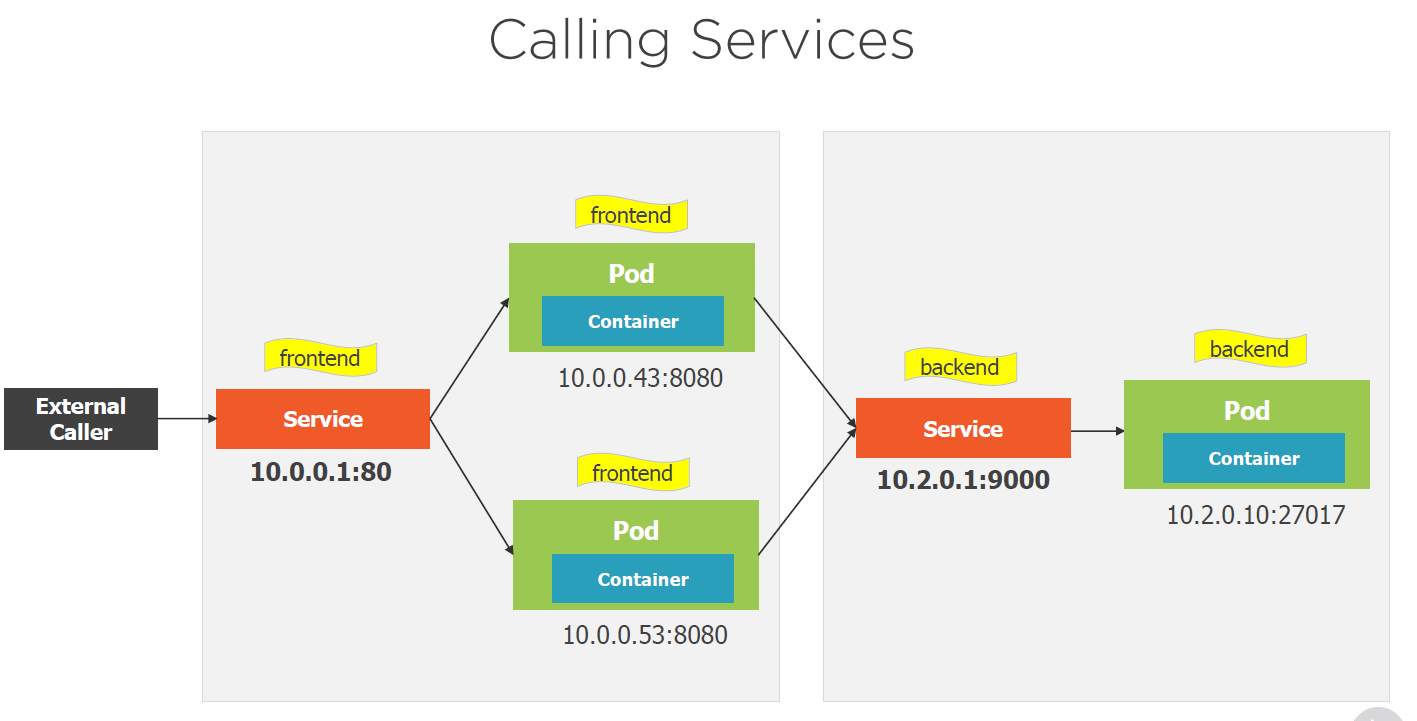 Calling Services
External
Caller
frontend
Service
10.0.0.1:80
frontend
Pod
Container
10.0.0.43:8080
frontend
Pod
Container
10.0.0.53:8080
backend
Service
10.2.0.1:9000
backend
Pod
Container
10.2.0.10:27017